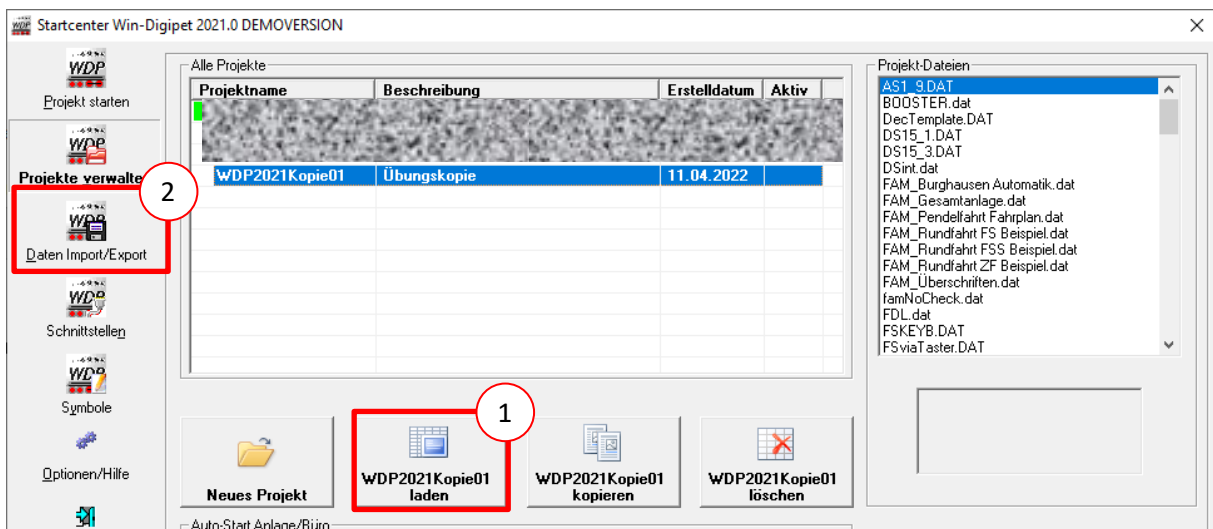 Startcenter Win-Digipet 2021.0 DEMOVERSION
WDP
Projekt starten
WDP
Projekte verwalte
2
WDP
Daten Import/Export
WDP
Schnittstellen
WDP
Symbole
Optionen/Hilfe
Alle Projekte
Projektname Beschreibung Erstelldatum Aktiv
WDP2021Kopie01 Übungskopie 11.04.2022
1
Neues Projekt
WDP2021Kopie01
laden
WDP2021Kopie01
kopieren
WDP2021Kopie01
löschen
Auto-Start Anlage/Büro
Projekt-Dateien
AS1_9.DAT
BOOSTER.dat
DecTemplate.DAT
DS15_1.DAT
DS15_3.DAT
DSint.dat
FAM_Burghausen Automatik.dat
FAM_Gesamtanlage.dat
FAM_Pendelfahrt Fahrplan.dat
FAM_Rundfahrt FS Beispiel.dat
FAM_Rundfahrt FSS Beispiel.dat
FAM_Rundfahrt ZF Beispiel.dat
FAM_Überschriften.dat
famNoCheck.dat
FDL.dat
FSKEYB.DAT
FSviaTaster.DAT